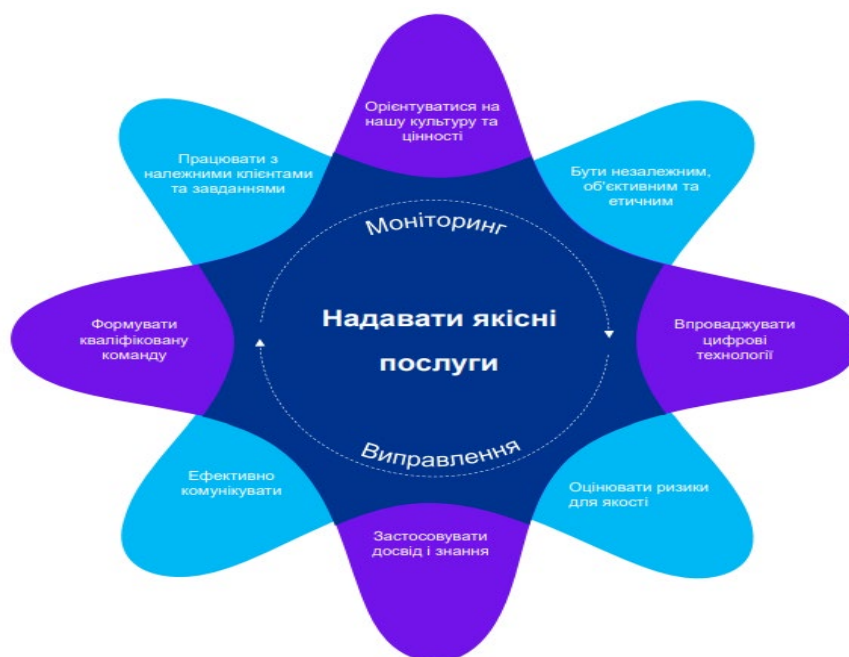 Орієнтуватися на
нашу культуру та
цінності
Працювати з
належними клієнтами
та завданнями
Бути незалежним,
об'єктивним та
етичним
Моніторинг
Надавати якісні
послуги
Формувати
кваліфіковану
команду
Впроваджувати
цифрові
технології
Виправлення
Ефективно
комунікувати
Оцінювати ризики
для якості
Застосовувати
досвід і знання